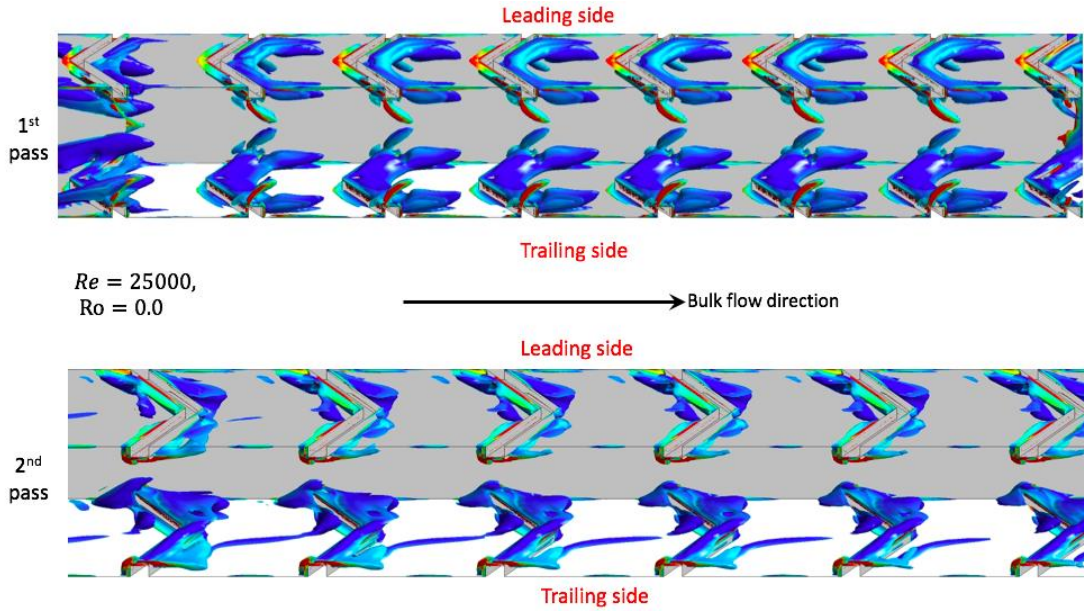 Leading side
1st
pass
Trailing side
Re = 25000,
Ro = 0.0
Bulk flow direction
Leading side
2nd
pass
Trailing side